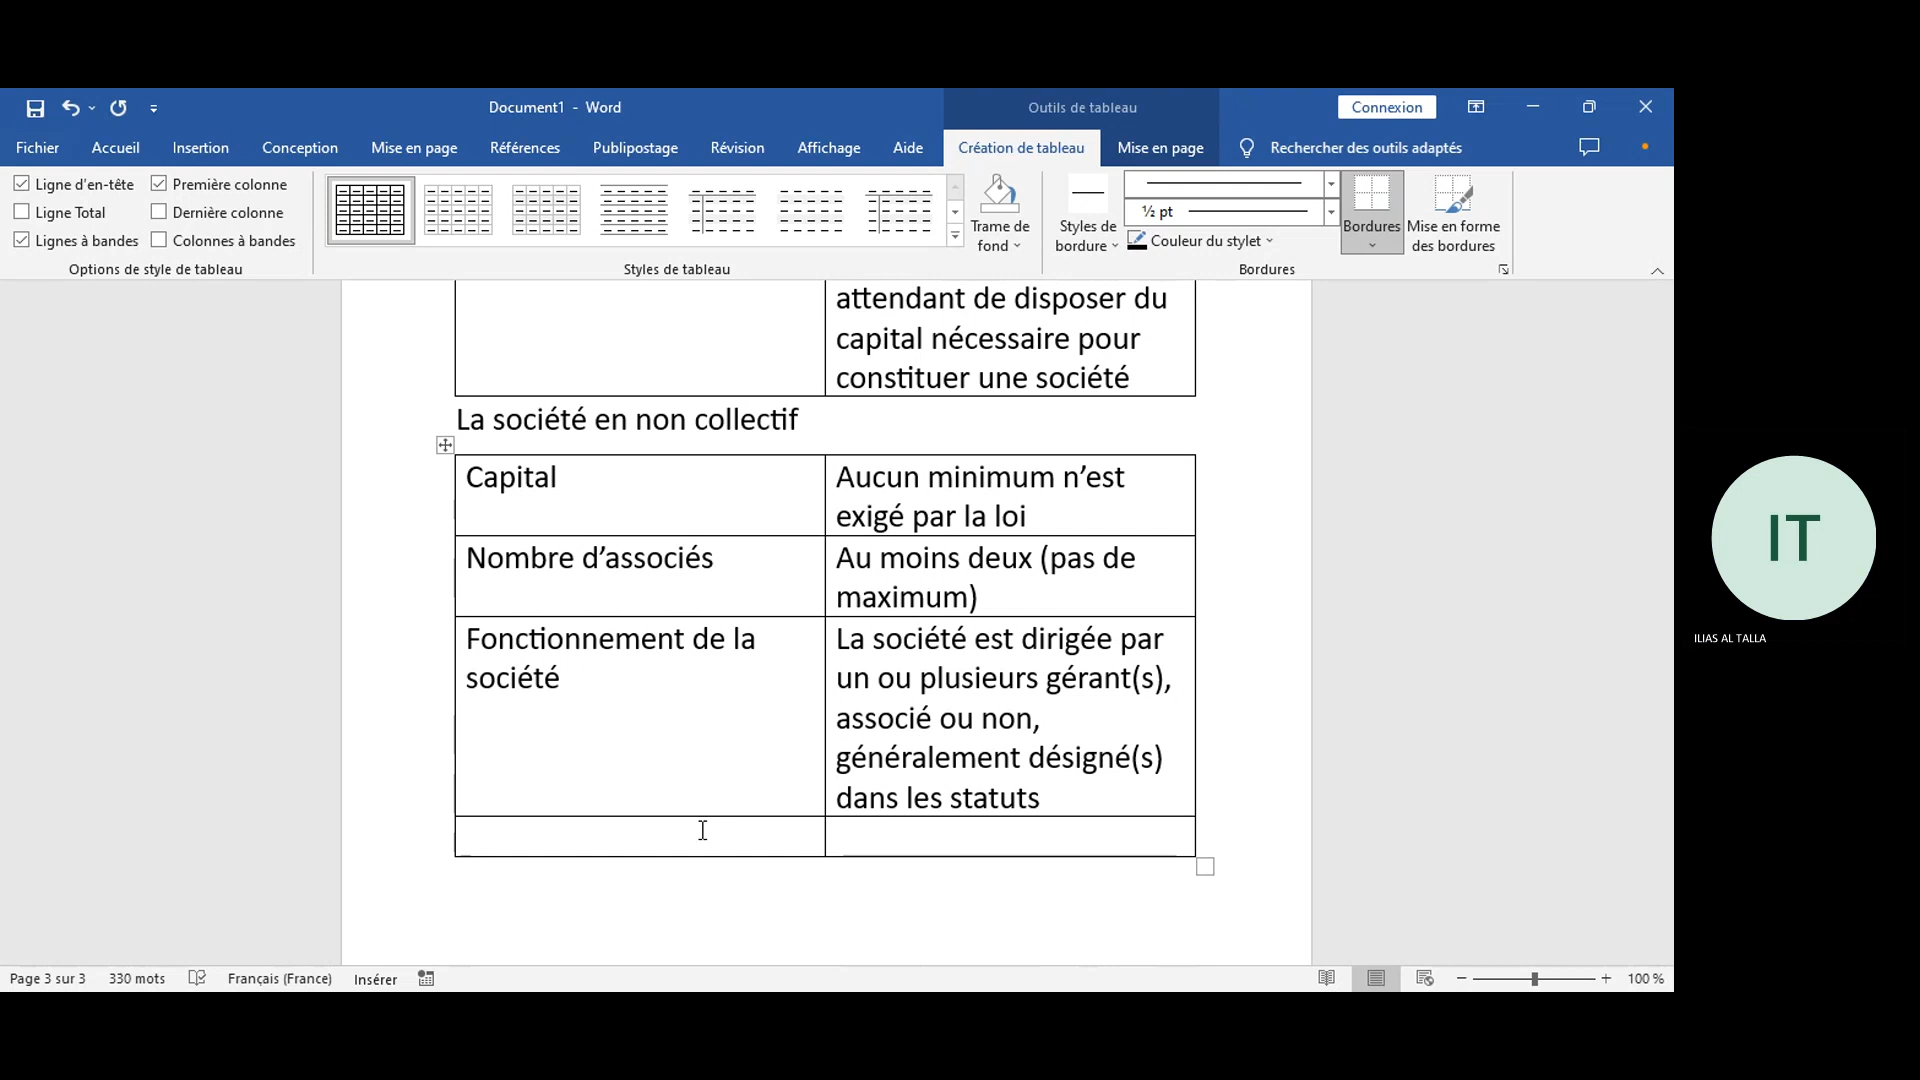 Document1 - Word
Outils de tableau
Connexion
Fichier
Accueil
Insertion
Conception
Mise en page
Références
Publipostage
Révision
Affichage
Aide
Création de tableau
Mise en page
Rechercher des outils adaptés
Ligne d'en-tête
Première colonne
Ligne Total
Dernière colonne
Lignes à bandes
Colonnes à bandes
Options de style de tableau
Styles de tableau
Trame de
fond
Styles de
bordure
½ pt
Couleur du stylet
Bordures
Mise en forme
des bordures
Bordures
attendant de disposer du
capital nécessaire pour
constituer une société
La société en non collectif
Capital
Aucun minimum n’est
exigé par la loi
Nombre d’associés
Au moins deux (pas de
maximum)
Fonctionnement de la
société
La société est dirigée par
un ou plusieurs gérant(s),
associé ou non,
généralement désigné(s)
dans les statuts
IT
ILIAS AL TALLA
Page 3 sur 3
330 mots
Français (France)
Insérer
100 %